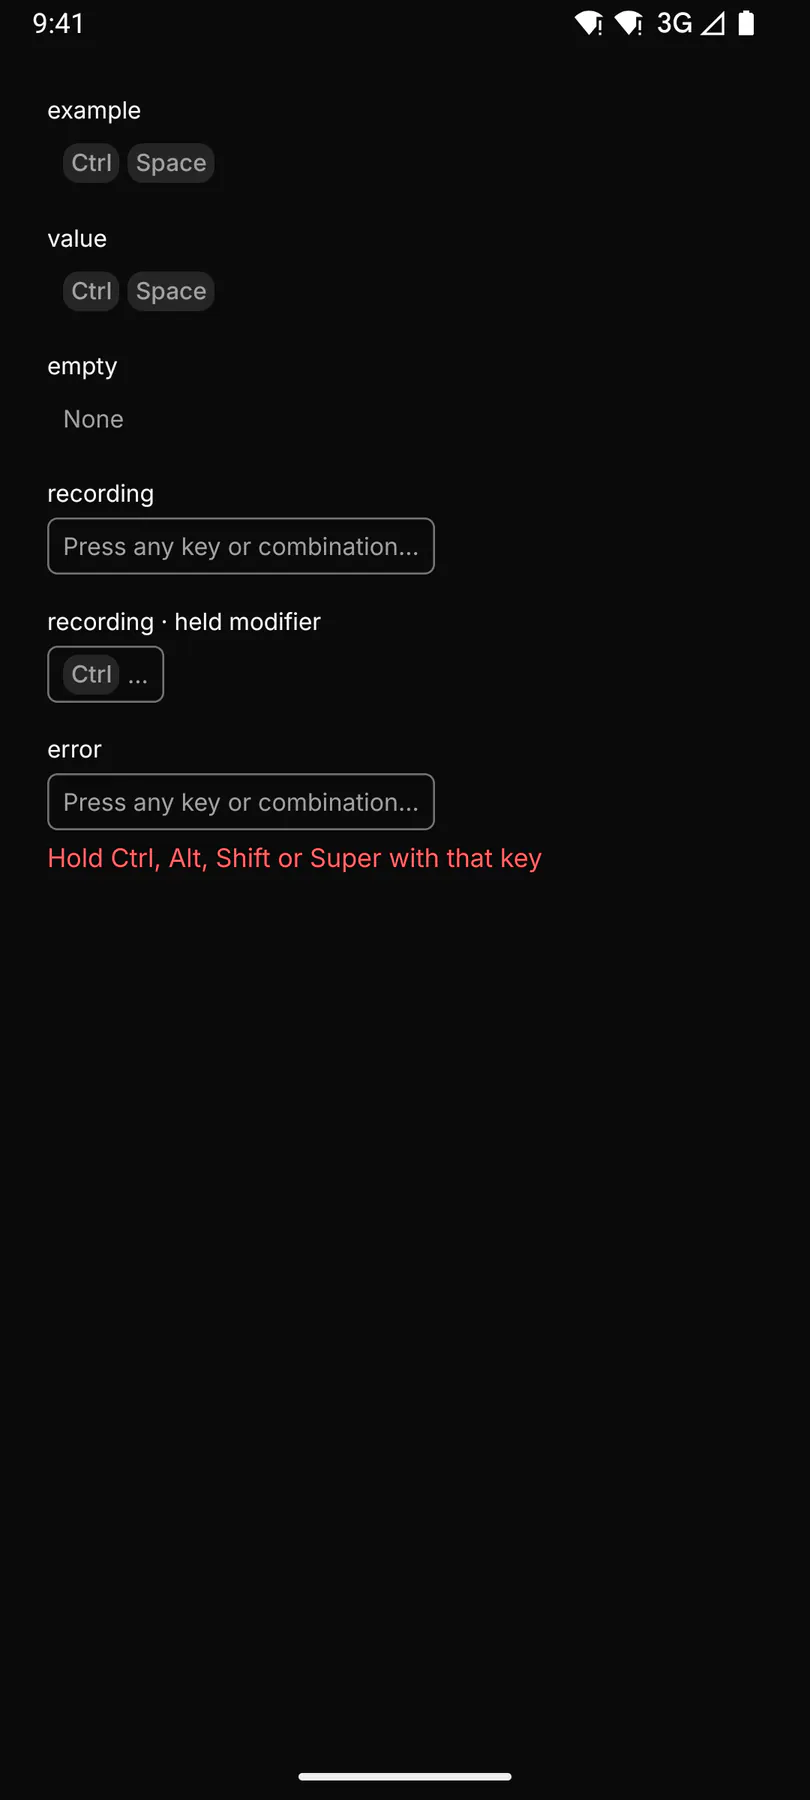 9:41
3G
example
Ctrl Space
value
Ctrl Space
empty
None
recording
Press any key or combination...
recording · held modifier
Ctrl ...
error
Press any key or combination...
Hold Ctrl, Alt, Shift or Super with that key